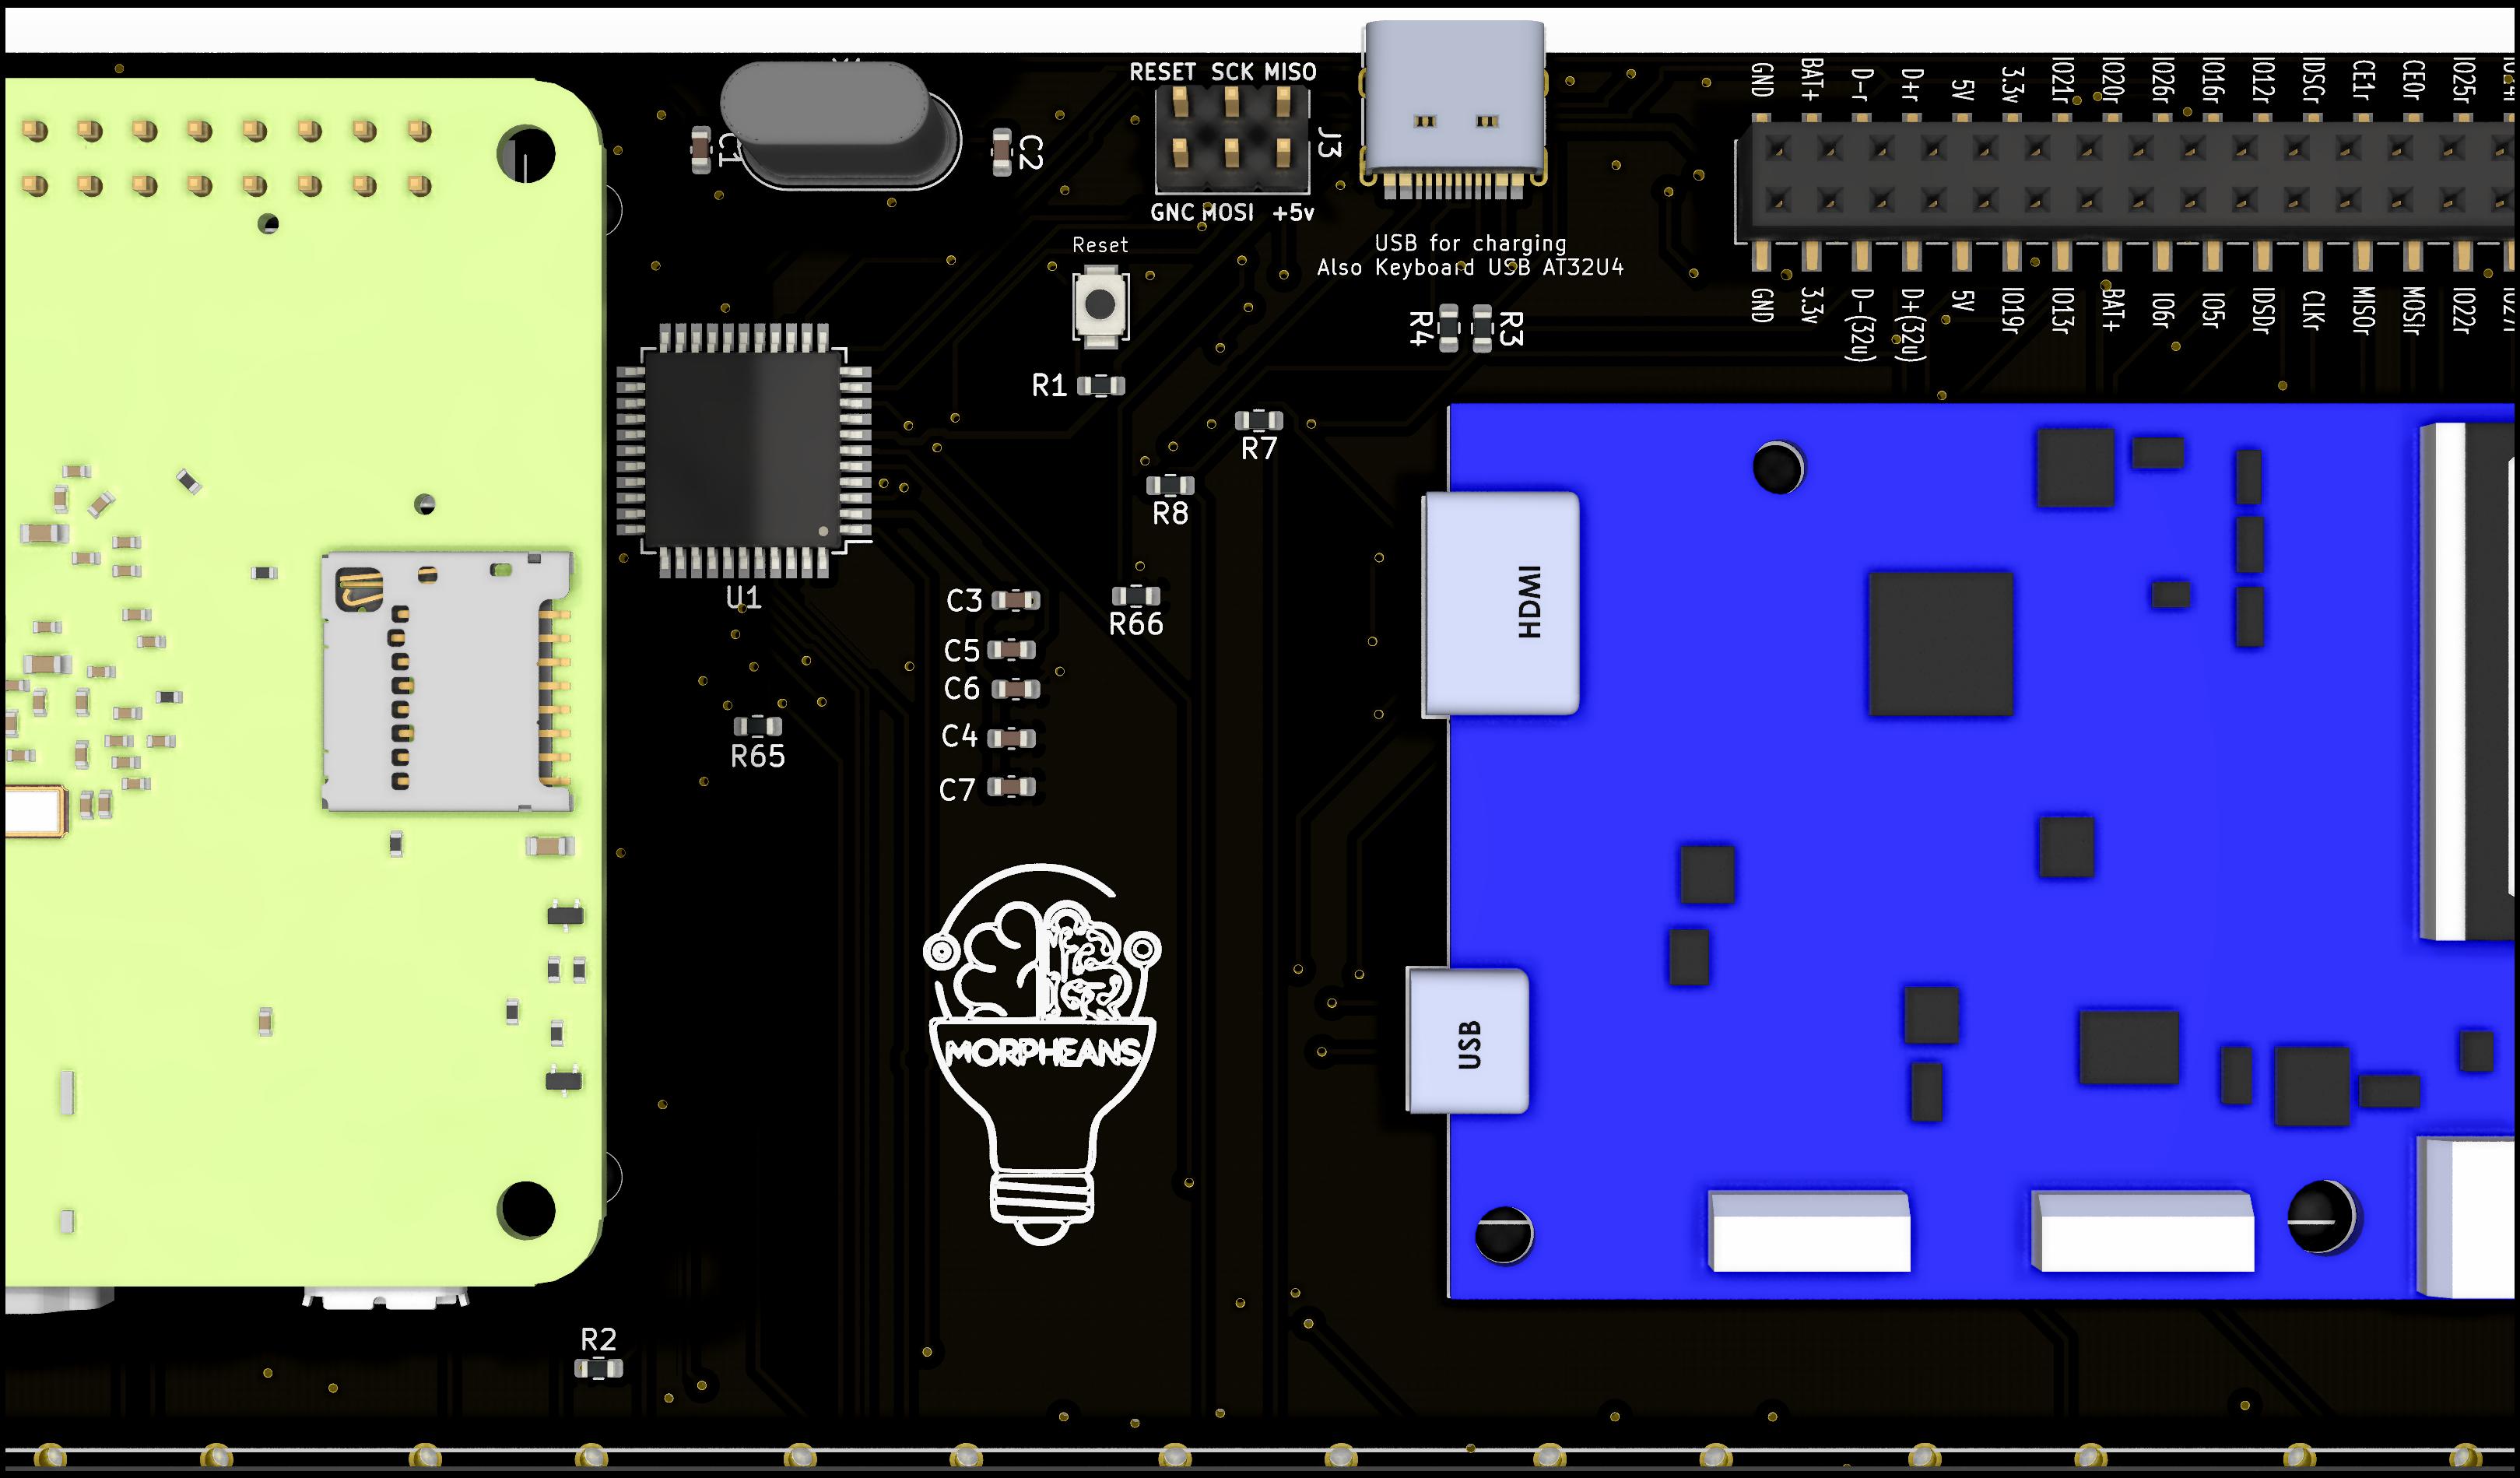 RESET SCK MISO
J3
GNC MOSI +5v
C1
C2
GND BAT+ D-r D+r 5V 3.3v IO21r IO20r IO26r IO16r IO12r IDSCr CE1r CE0r IO25r
GND 3.3v D-(32u) D+(32u) 5V IO19r IO13r BAT+ IO6r IO5r IDSDr CLKr MISOr MOSIr IO22r
Reset
USB for charging
Also Keyboard USB AT32U4
R4
R3
R1
R7
R8
U1
C3
R66
C5
C6
C4
R65
C7
HDMI
USB
MORPHEANS
R2